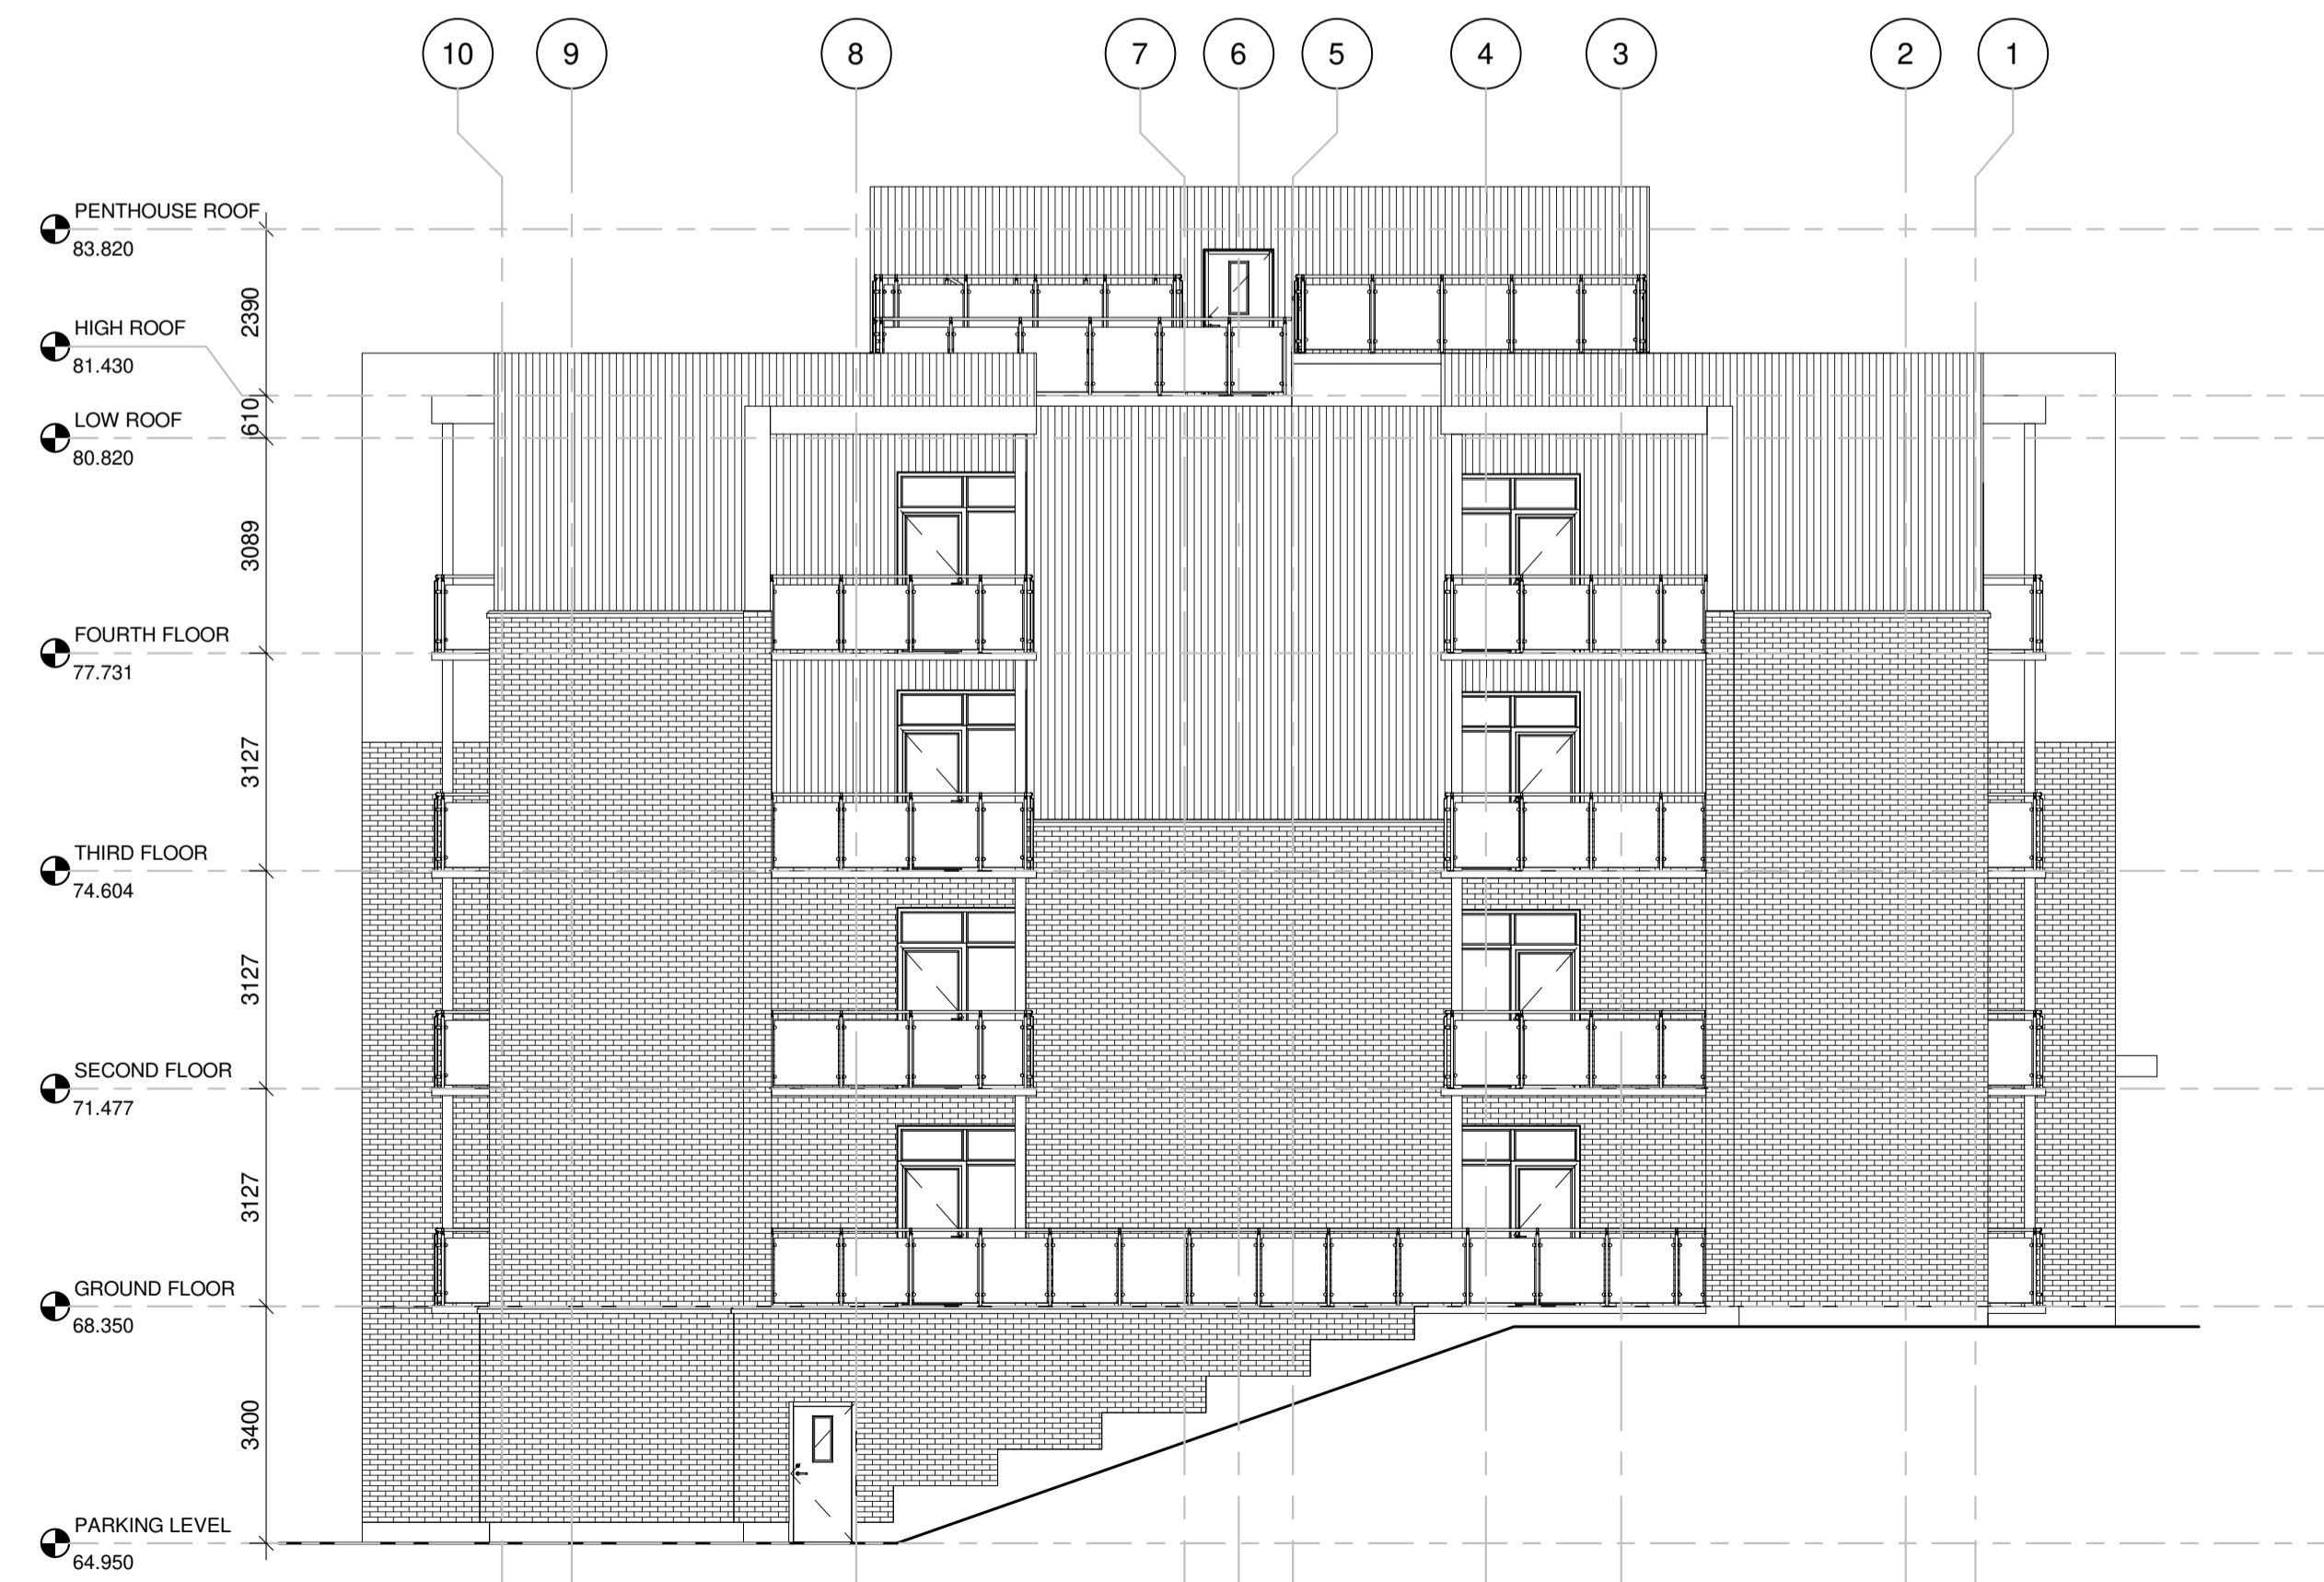 10 9 8 7 6 5 4 3 2 1
PENTHOUSE ROOF
83.820
2390
HIGH ROOF
81.430
610
LOW ROOF
80.820
3089
FOURTH FLOOR
77.731
3127
THIRD FLOOR
74.604
3127
SECOND FLOOR
71.477
3127
GROUND FLOOR
68.350
3400
PARKING LEVEL
64.950